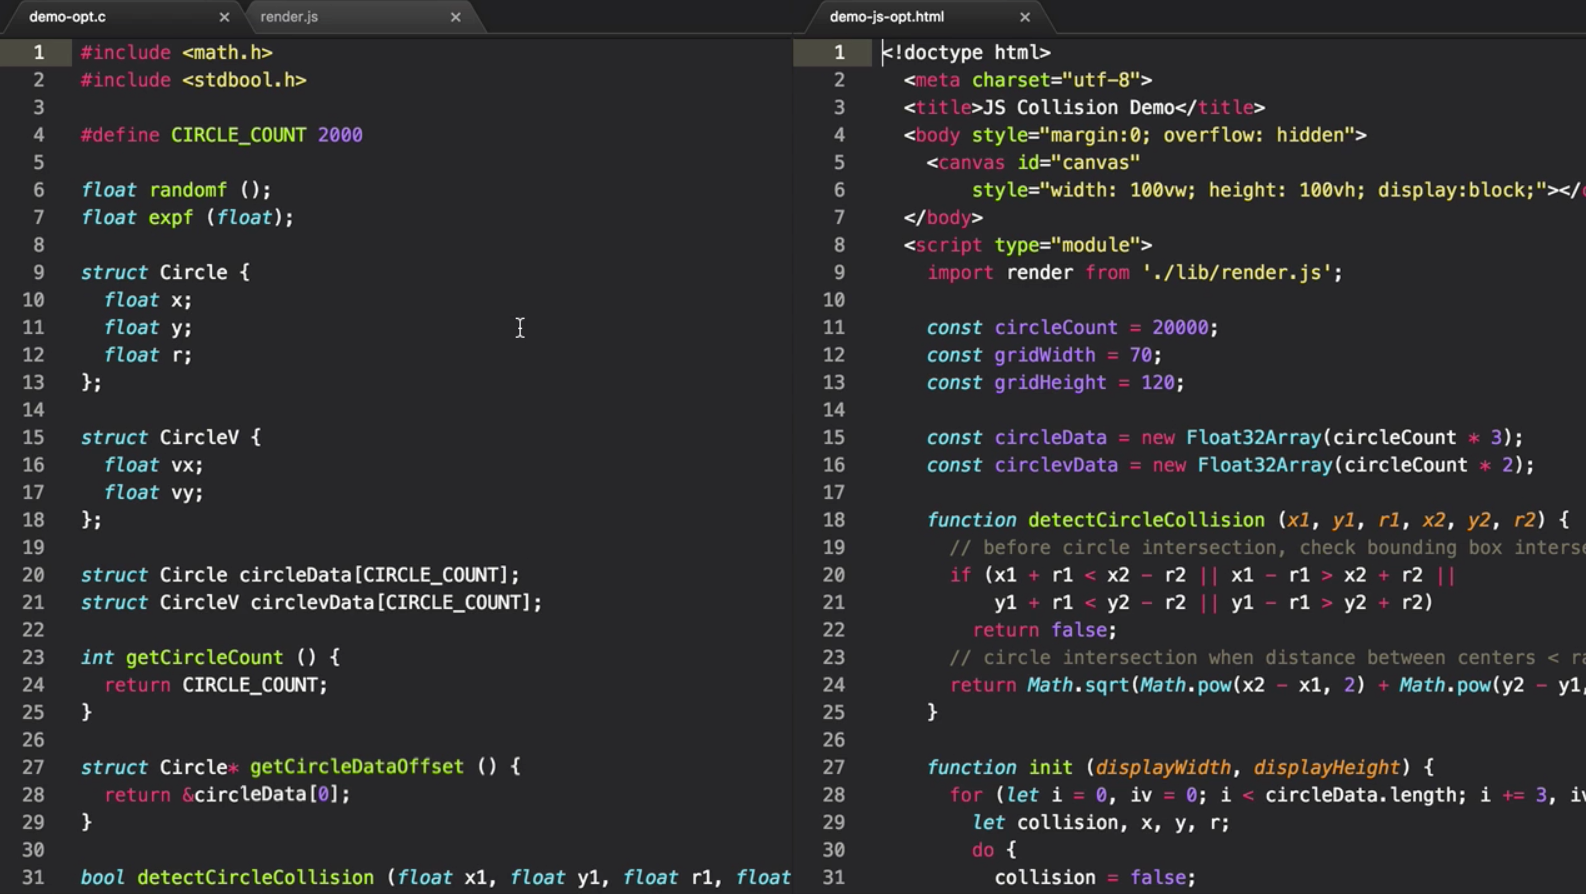 demo-opt.c × render.js ×
1 #include <math.h>
2 #include <stdbool.h>
3
4 #define CIRCLE_COUNT 2000
5
6 float randomf ();
7 float expf (float);
8
9 struct Circle {
10 float x;
11 float y;
12 float r;
13 };
14
15 struct CircleV {
16 float vx;
17 float vy;
18 };
19
20 struct Circle circleData[CIRCLE_COUNT];
21 struct CircleV circlevData[CIRCLE_COUNT];
22
23 int getCircleCount () {
24 return CIRCLE_COUNT;
25 }
26
27 struct Circle* getCircleDataOffset () {
28 return &circleData[0];
29 }
30
31 bool detectCircleCollision (float x1, float y1, float r1, float
demo-js-opt.html ×
1 <!doctype html>
2 <meta charset="utf-8">
3 <title>JS Collision Demo</title>
4 <body style="margin:0; overflow: hidden">
5 <canvas id="canvas"
6 style="width: 100vw; height: 100vh; display:block;"></
7 </body>
8 <script type="module">
9 import render from './lib/render.js';
10
11 const circleCount = 20000;
12 const gridWidth = 70;
13 const gridHeight = 120;
14
15 const circleData = new Float32Array(circleCount * 3);
16 const circlevData = new Float32Array(circleCount * 2);
17
18 function detectCircleCollision (x1, y1, r1, x2, y2, r2) {
19 // before circle intersection, check bounding box interse
20 if (x1 + r1 < x2 - r2 || x1 - r1 > x2 + r2 ||
21 y1 + r1 < y2 - r2 || y1 - r1 > y2 + r2)
22 return false;
23 // circle intersection when distance between centers < ra
24 return Math.sqrt(Math.pow(x2 - x1, 2) + Math.pow(y2 - y1,
25 }
26
27 function init (displayWidth, displayHeight) {
28 for (let i = 0, iv = 0; i < circleData.length; i += 3, iv
29 let collision, x, y, r;
30 do {
31 collision = false;